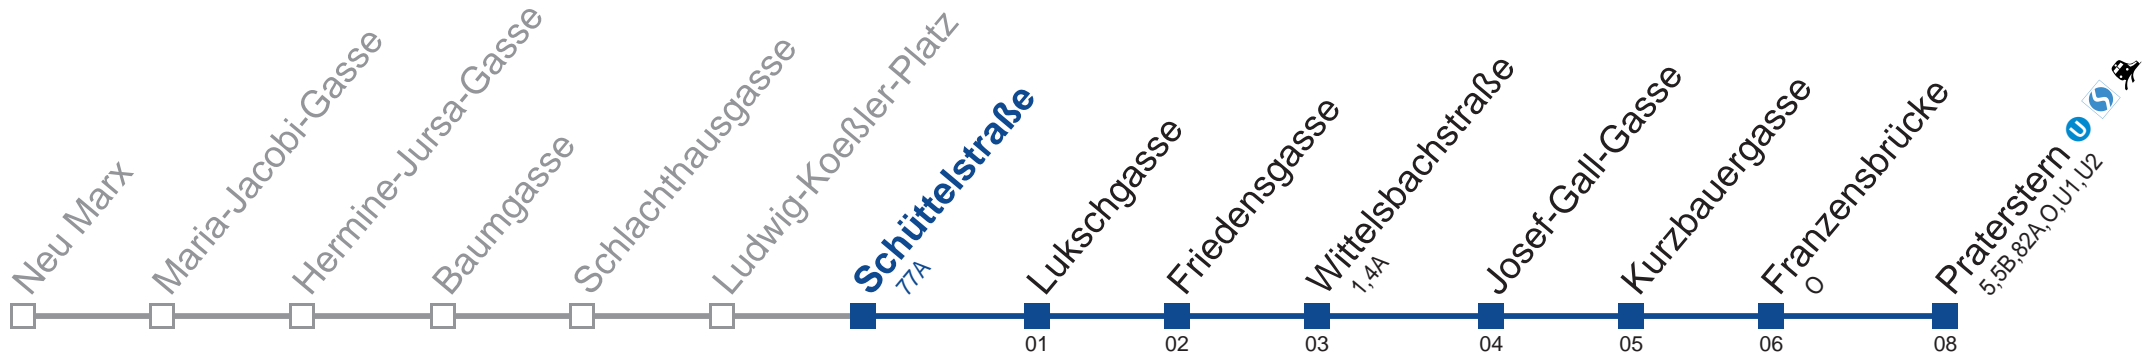 Neu Marx
Maria-Jacobi-Gasse
Hermine-Jursa-Gasse
Baumgasse
Schlachthausgasse
Ludwig-Koeßler-Platz
Schüttelstraße
77A
Lukschgasse
Friedensgasse
Wittelsbachstraße
1,4A
Josef-Gall-Gasse
Kurzbauergasse
Franzensbrücke
O
Praterstern U S
5,5B,82A,O,U1,U2
01
02
03
04
05
06
08